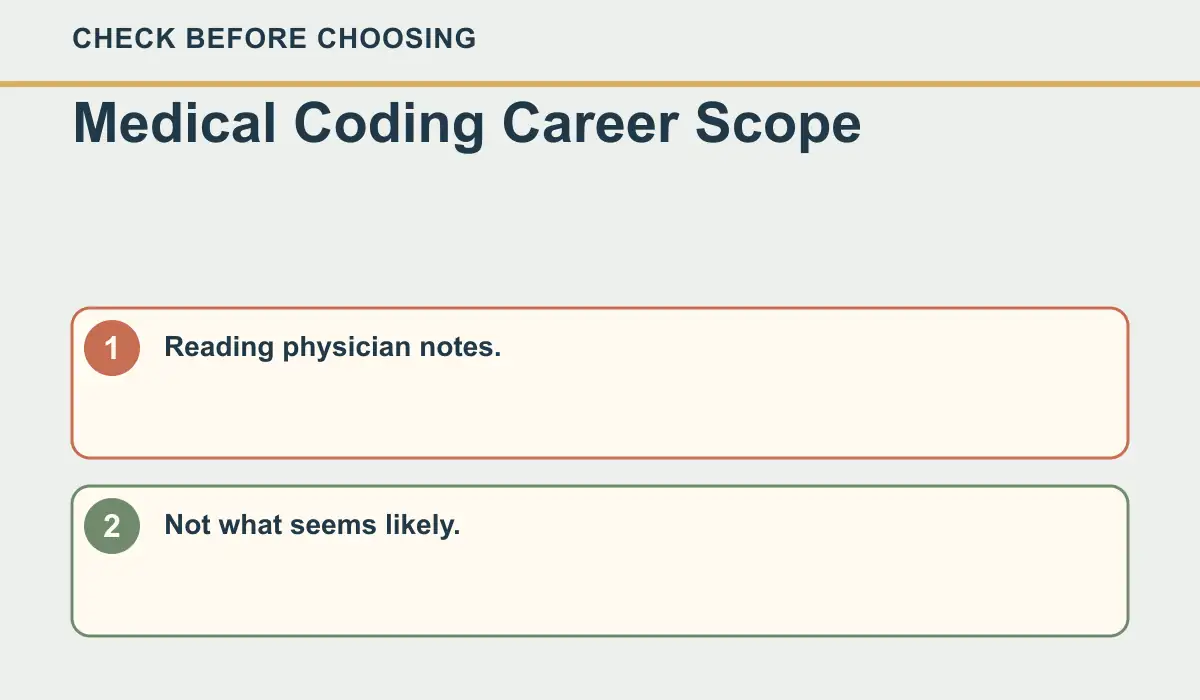 CHECK BEFORE CHOOSING
Medical Coding Career Scope
1 Reading physician notes.
2 Not what seems likely.